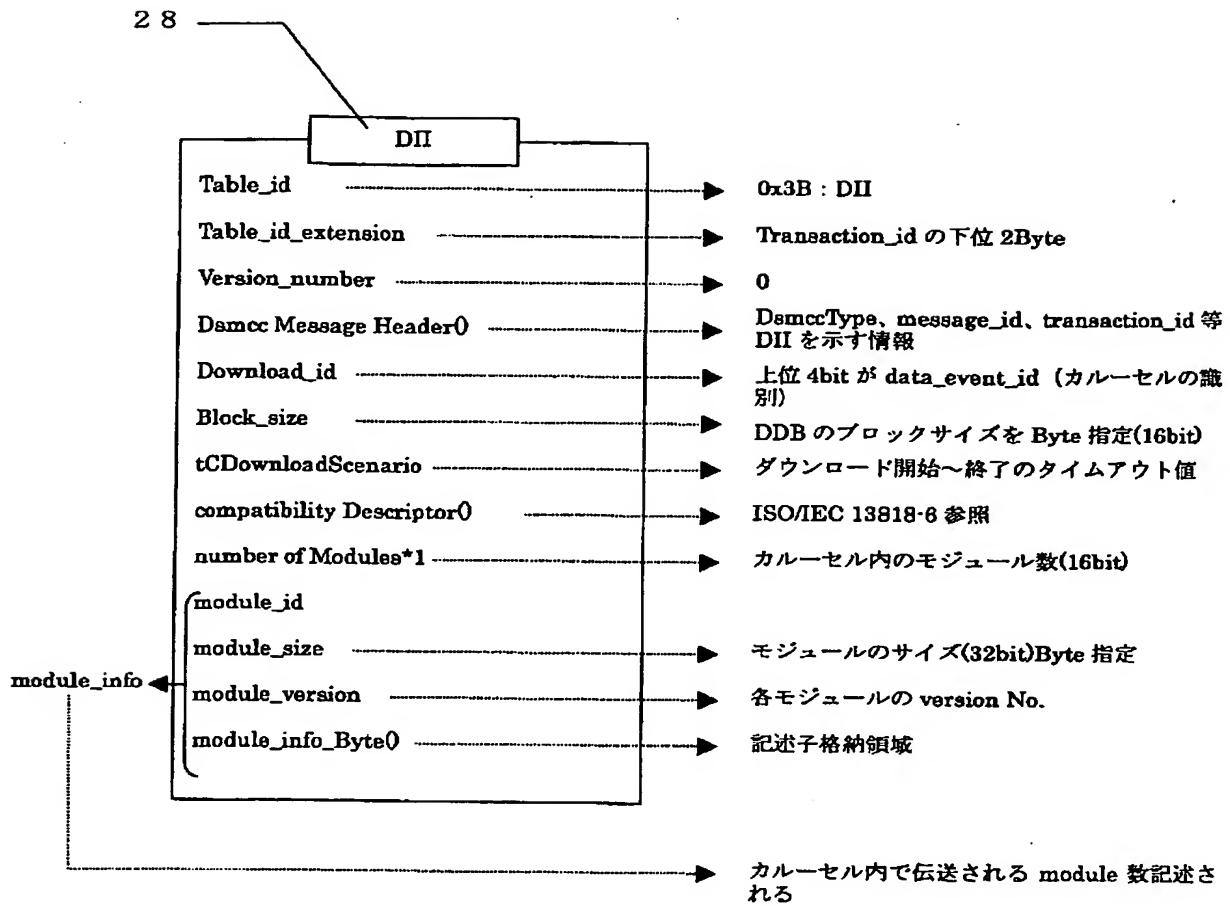 ２８
DII
Table_id
0x3B : DII
Table_id_extension
Transaction_id の下位 2Byte
Version_number
0
Dsmcc Message Header()
DsmccType、message_id、transaction_id 等
DII を示す情報
Download_id
上位 4bit が data_event_id（カルーセルの識
別）
Block_size
DDB のブロックサイズを Byte 指定(16bit)
tCDownloadScenario
ダウンロード開始～終了のタイムアウト値
compatibility Descriptor()
ISO/IEC 13818-6 参照
number of Modules*1
カルーセル内のモジュール数(16bit)
module_id
module_size
モジュールのサイズ(32bit)Byte 指定
module_info
module_version
各モジュールの version No.
module_info_Byte()
記述子格納領域
カルーセル内で伝送される module 数記述さ
れる